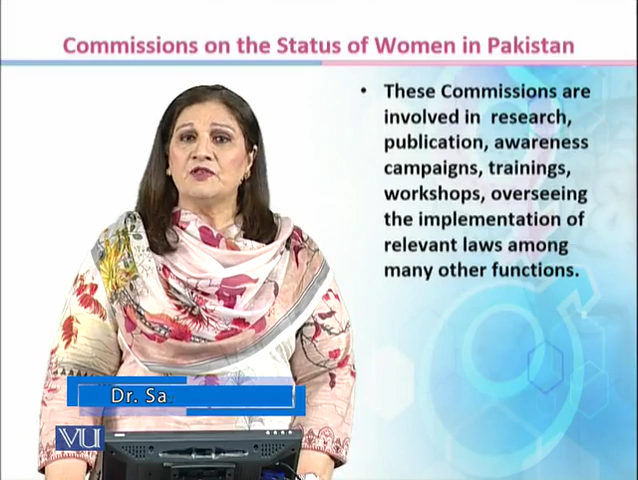 Commissions on the Status of Women in Pakistan
• These Commissions are
involved in research,
publication, awareness
campaigns, trainings,
workshops, overseeing
the implementation of
relevant laws among
many other functions.
Dr. Sa
VU